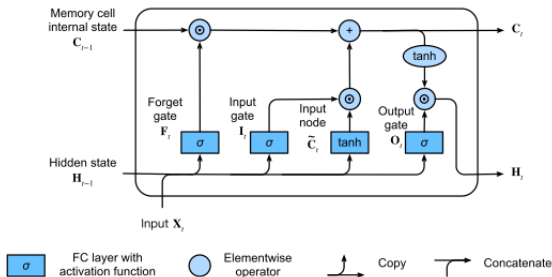 Memory cell
internal state
C_{t−1}
⊙
+
C_t
tanh
Forget
gate
F_t
Input
gate
I_t
Input
node
C̃_t
⊙
Output
gate
O_t
⊙
σ
σ
tanh
σ
Hidden state
H_{t−1}
H_t
Input X_t
σ
FC layer with
activation function
Elementwise
operator
Copy
Concatenate